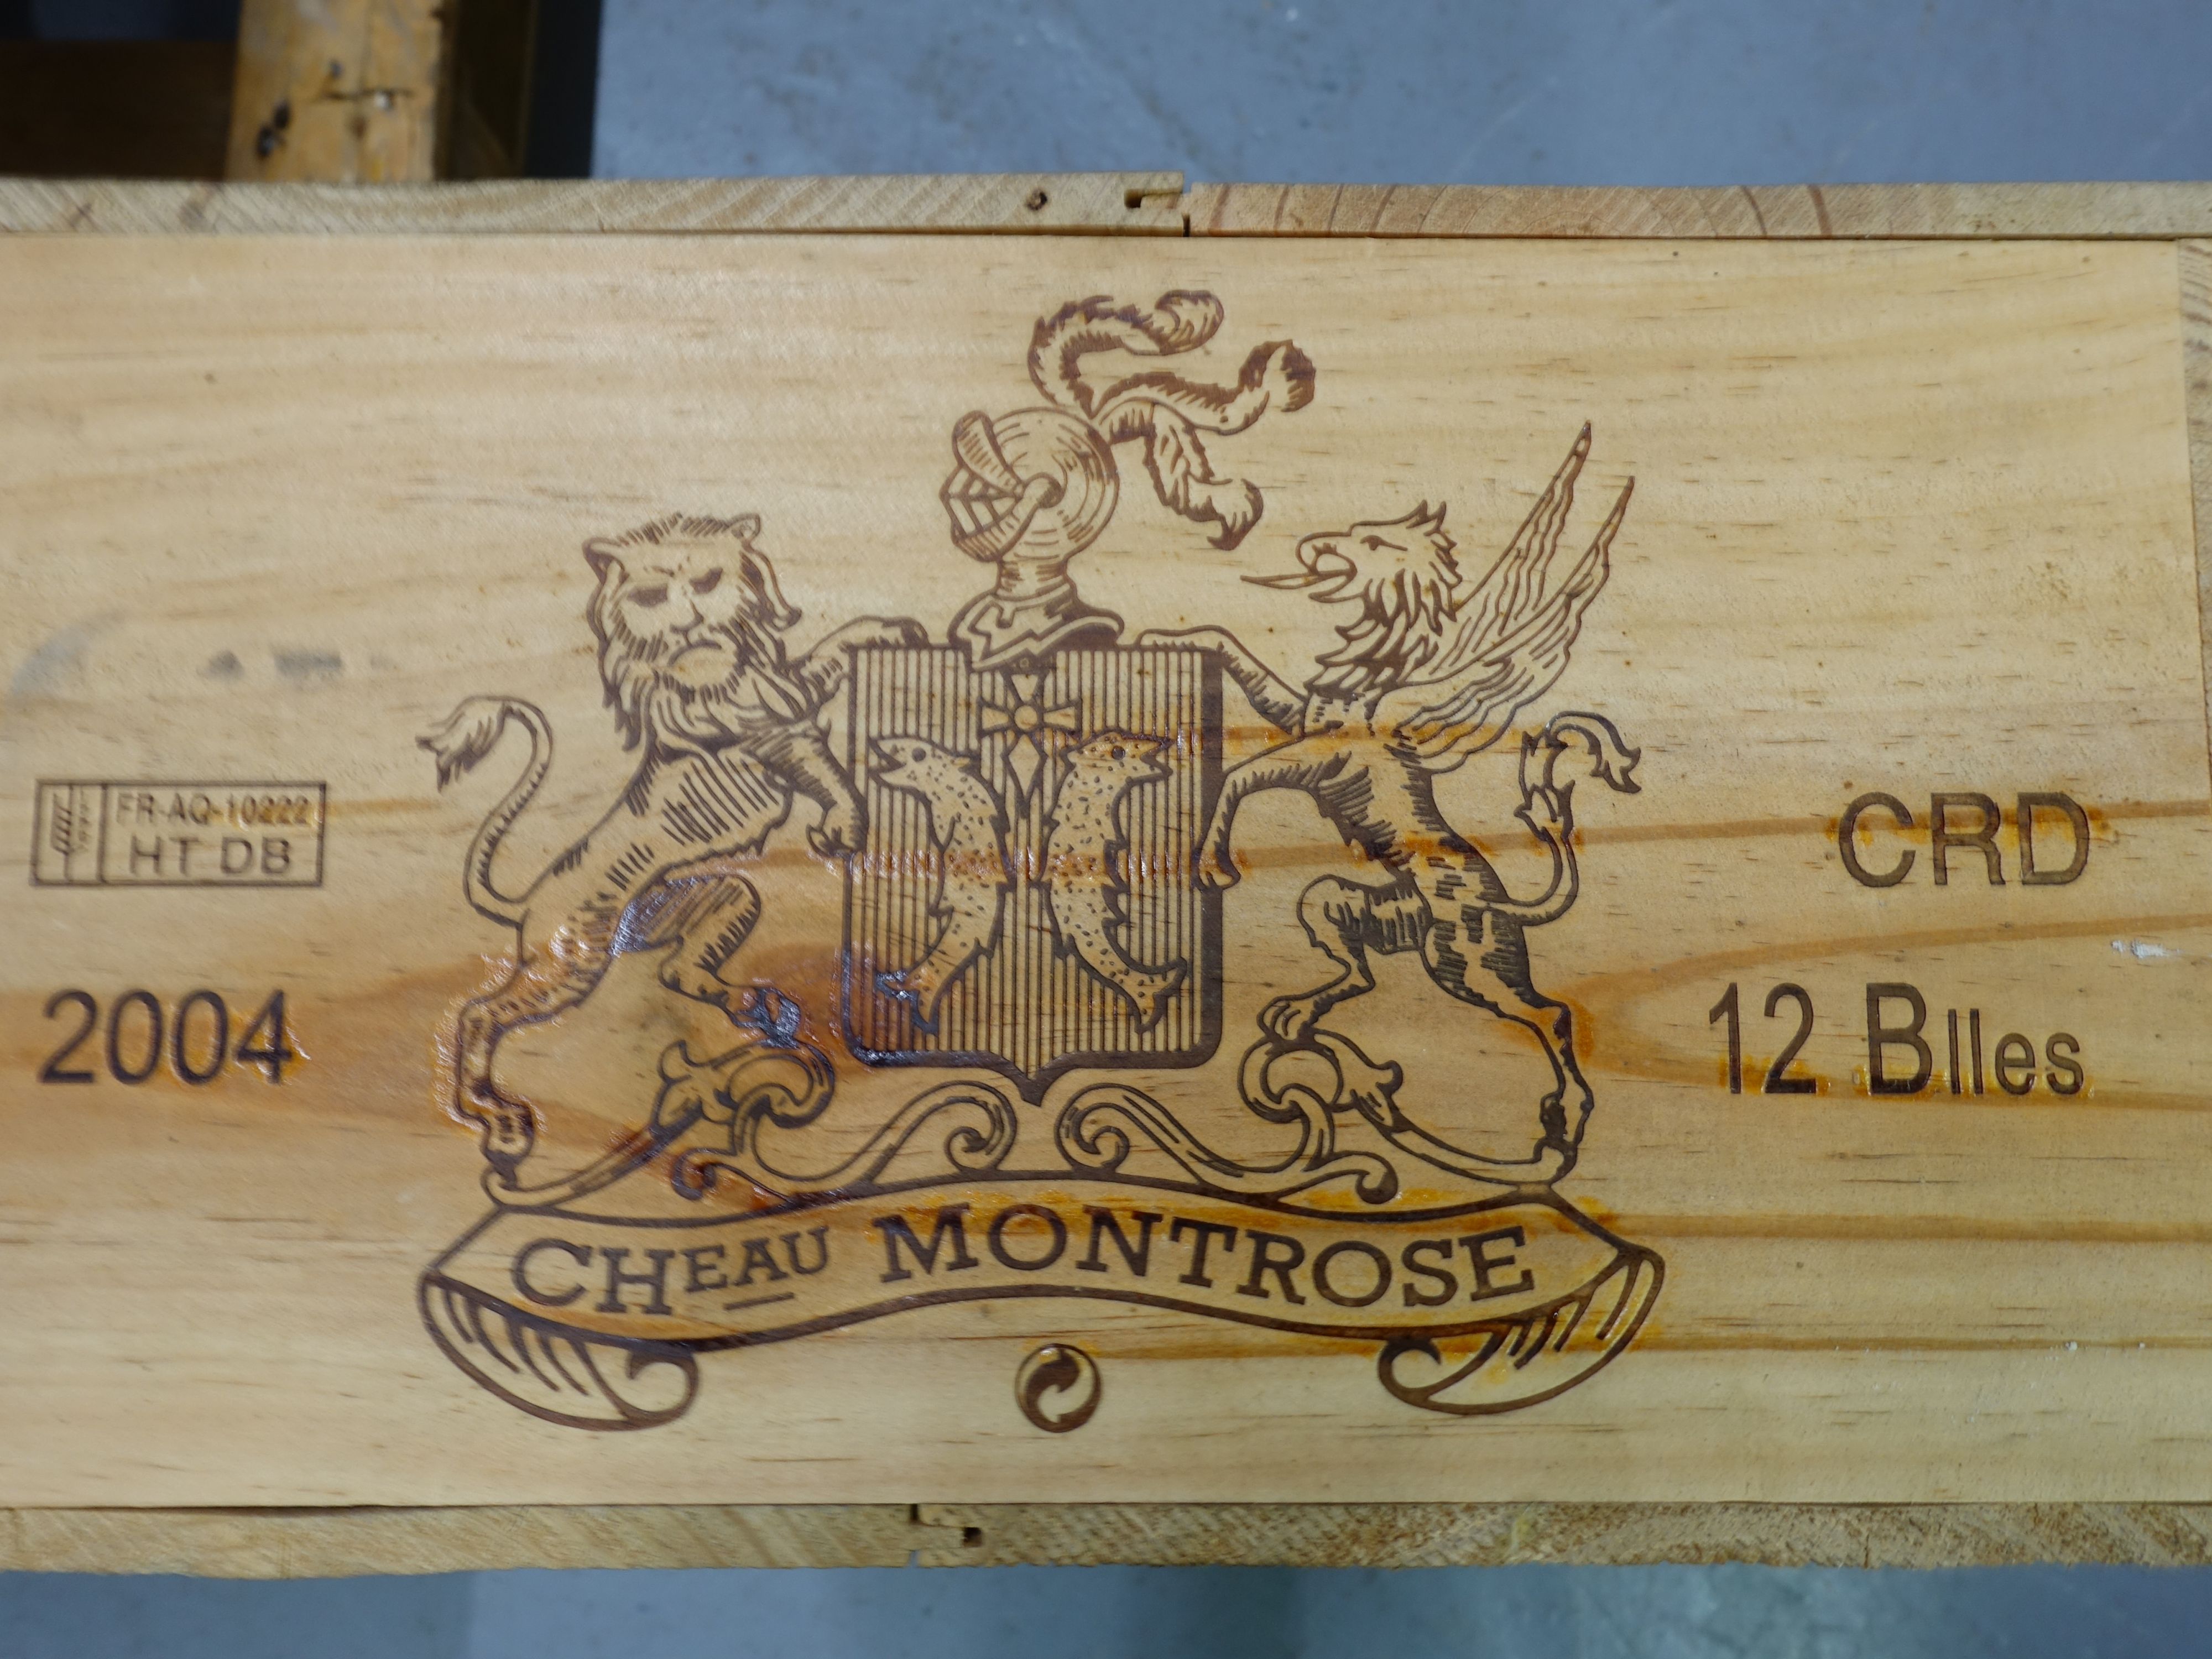 FR-AQ-10222
HT DB
2004
CRD
12 Blles
CHEAU MONTROSE